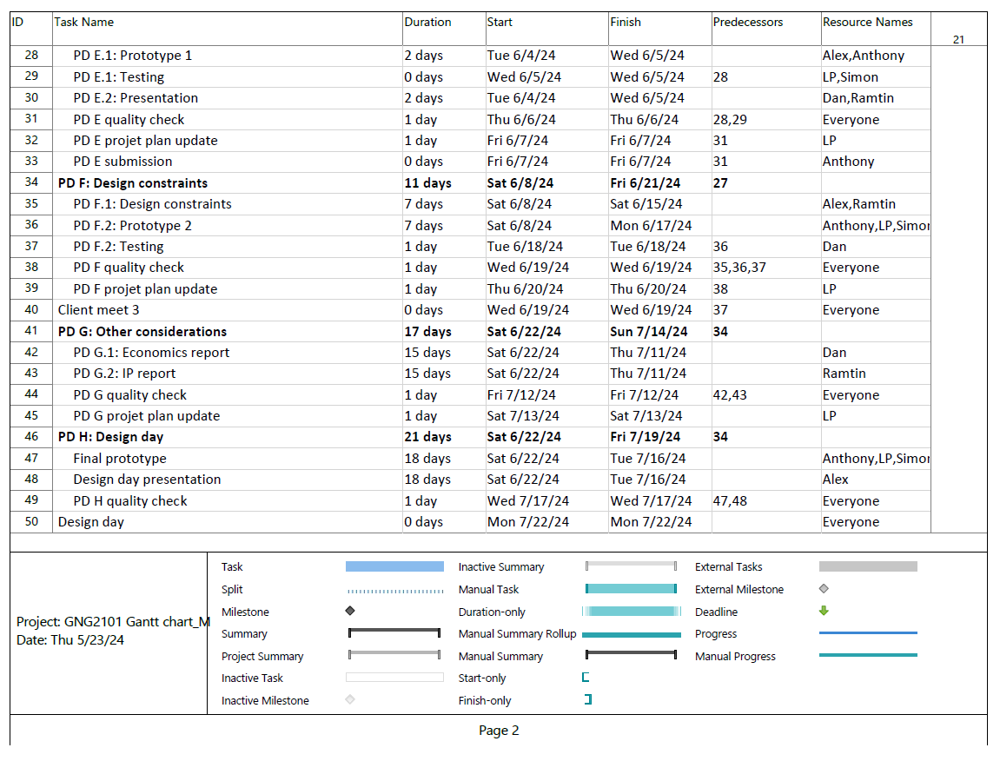 ID Task Name Duration Start Finish Predecessors Resource Names
21
28 PD E.1: Prototype 1 2 days Tue 6/4/24 Wed 6/5/24 Alex,Anthony
29 PD E.1: Testing 0 days Wed 6/5/24 Wed 6/5/24 28 LP,Simon
30 PD E.2: Presentation 2 days Tue 6/4/24 Wed 6/5/24 Dan,Ramtin
31 PD E quality check 1 day Thu 6/6/24 Thu 6/6/24 28,29 Everyone
32 PD E projet plan update 1 day Fri 6/7/24 Fri 6/7/24 31 LP
33 PD E submission 0 days Fri 6/7/24 Fri 6/7/24 31 Anthony
34 PD F: Design constraints 11 days Sat 6/8/24 Fri 6/21/24 27
35 PD F.1: Design constraints 7 days Sat 6/8/24 Sat 6/15/24 Alex,Ramtin
36 PD F.2: Prototype 2 7 days Sat 6/8/24 Mon 6/17/24 Anthony,LP,Simon
37 PD F.2: Testing 1 day Tue 6/18/24 Tue 6/18/24 36 Dan
38 PD F quality check 1 day Wed 6/19/24 Wed 6/19/24 35,36,37 Everyone
39 PD F projet plan update 1 day Thu 6/20/24 Thu 6/20/24 38 LP
40 Client meet 3 0 days Wed 6/19/24 Wed 6/19/24 37 Everyone
41 PD G: Other considerations 17 days Sat 6/22/24 Sun 7/14/24 34
42 PD G.1: Economics report 15 days Sat 6/22/24 Thu 7/11/24 Dan
43 PD G.2: IP report 15 days Sat 6/22/24 Thu 7/11/24 Ramtin
44 PD G quality check 1 day Fri 7/12/24 Fri 7/12/24 42,43 Everyone
45 PD G projet plan update 1 day Sat 7/13/24 Sat 7/13/24 LP
46 PD H: Design day 21 days Sat 6/22/24 Fri 7/19/24 34
47 Final prototype 18 days Sat 6/22/24 Tue 7/16/24 Anthony,LP,Simon
48 Design day presentation 18 days Sat 6/22/24 Tue 7/16/24 Alex
49 PD H quality check 1 day Wed 7/17/24 Wed 7/17/24 47,48 Everyone
50 Design day 0 days Mon 7/22/24 Mon 7/22/24 Everyone
Project: GNG2101 Gantt chart_M
Date: Thu 5/23/24
Task Inactive Summary External Tasks
Split Manual Task External Milestone
Milestone Duration-only Deadline
Summary Manual Summary Rollup Progress
Project Summary Manual Summary Manual Progress
Inactive Task Start-only
Inactive Milestone Finish-only
Page 2